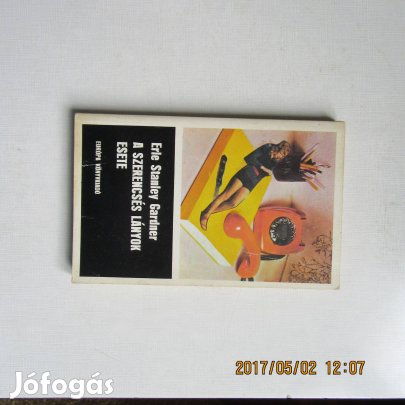 Erle Stanley Gardner
A SZERENCSÉS LÁNYOK
ESETE
EURÓPA KÖNYVKIADÓ
2017/05/02 12:07
Jófogás